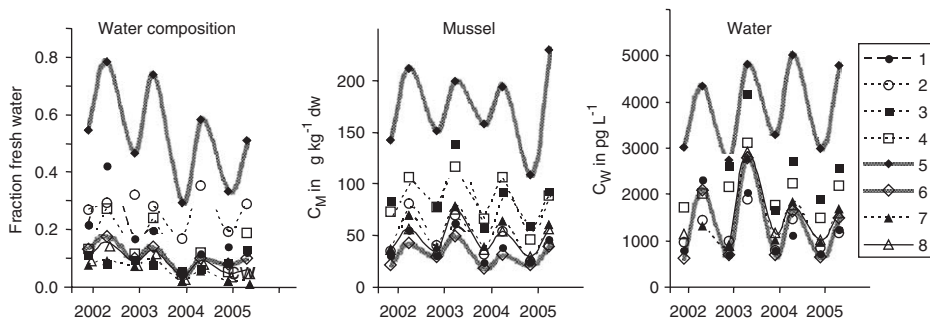 Water composition
Mussel
Water
Fraction fresh water
0.8
0.6
0.4
0.2
0.0
2002 2003 2004 2005
CW
C_M in g kg⁻¹ dw
200
150
100
50
0
2002 2003 2004 2005
C_W in pg L⁻¹
5000
4000
3000
2000
1000
0
2002 2003 2004 2005
1
2
3
4
5
6
7
8